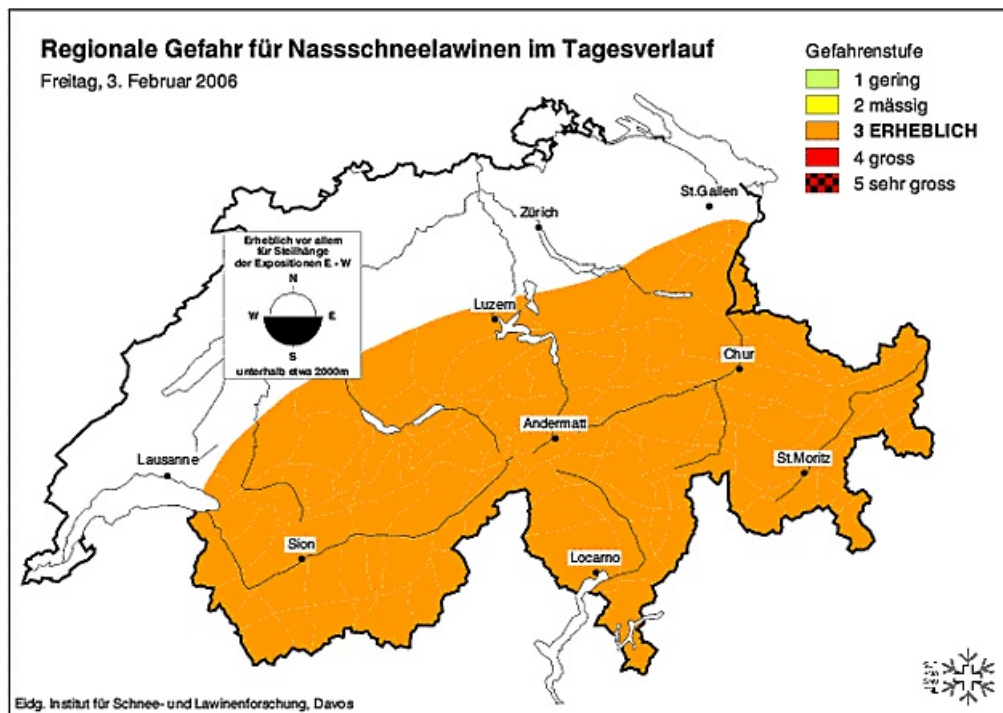 Regionale Gefahr für Nassschneelawinen im Tagesverlauf
Freitag, 3. Februar 2006
Gefahrenstufe
1 gering
2 mässig
3 ERHEBLICH
4 gross
5 sehr gross
St.Gallen
Zürich
Erheblich vor allem
für Steilhänge
der Expositionen E - W
N
W E
S
unterhalb etwa 2000m
Luzern
Chur
Andermatt
Lausanne
St.Moritz
Sion
Locarno
Eidg. Institut für Schnee- und Lawinenforschung, Davos